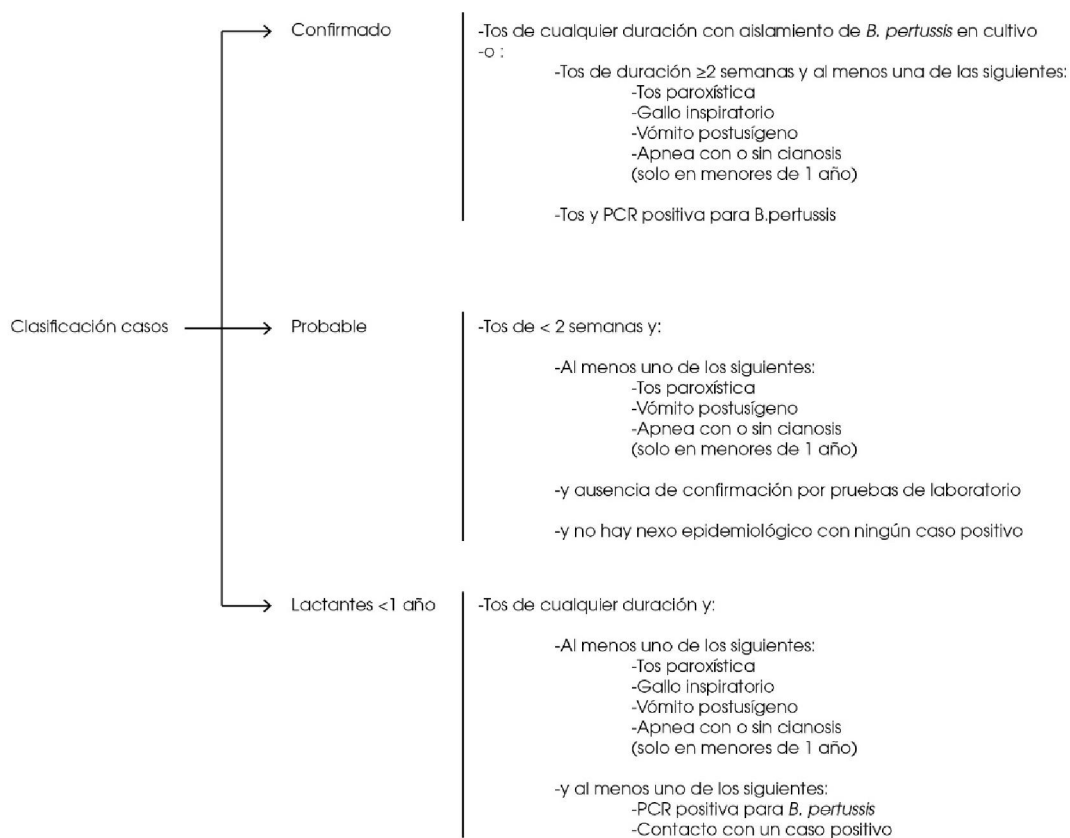 Clasificación casos
Confirmado
-Tos de cualquier duración con aislamiento de B. pertussis en cultivo
-o :
-Tos de duración ≥2 semanas y al menos una de las siguientes:
-Tos paroxística
-Gallo inspiratorio
-Vómito postusígeno
-Apnea con o sin cianosis
(solo en menores de 1 año)
-Tos y PCR positiva para B.pertussis
Probable
-Tos de < 2 semanas y:
-Al menos uno de los siguientes:
-Tos paroxística
-Vómito postusígeno
-Apnea con o sin cianosis
(solo en menores de 1 año)
-y ausencia de confirmación por pruebas de laboratorio
-y no hay nexo epidemiológico con ningún caso positivo
Lactantes <1 año
-Tos de cualquier duración y:
-Al menos uno de los siguientes:
-Tos paroxística
-Gallo inspiratorio
-Vómito postusígeno
-Apnea con o sin cianosis
(solo en menores de 1 año)
-y al menos uno de los siguientes:
-PCR positiva para B. pertussis
-Contacto con un caso positivo